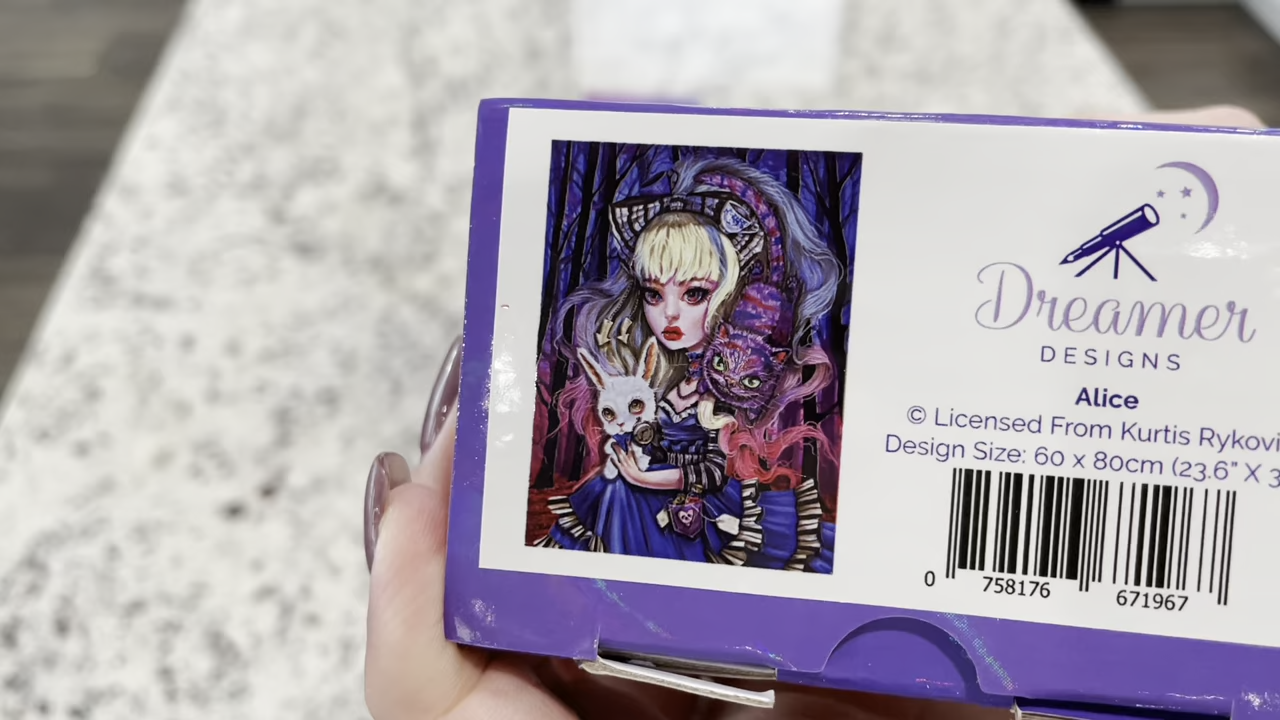 Dreamer
DESIGNS
Alice
© Licensed From Kurtis Rykovi
Design Size: 60 x 80cm (23.6" X 3
0 758176 671967